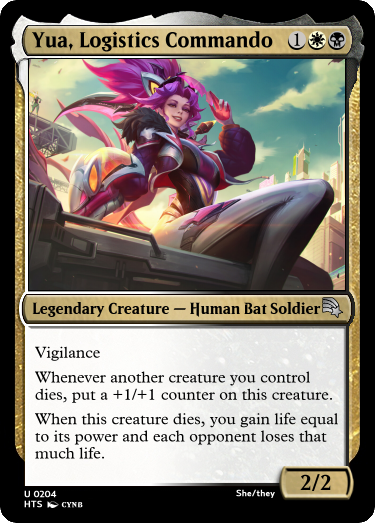 Yua, Logistics Commando 1
Legendary Creature — Human Bat Soldier
Vigilance
Whenever another creature you control
dies, put a +1/+1 counter on this creature.
When this creature dies, you gain life equal
to its power and each opponent loses that
much life.
2/2
U 0204
She/they
HTS CYNB